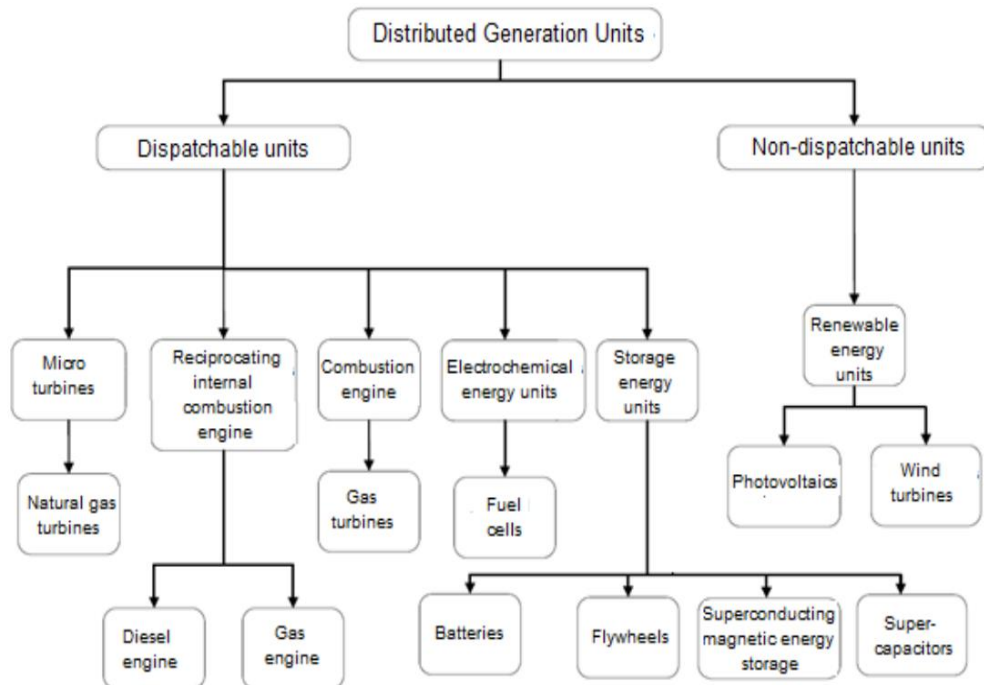 Distributed Generation Units
Dispatchable units
Non-dispatchable units
Micro
turbines
Reciprocating
internal
combustion
engine
Combustion
engine
Electrochemical
energy units
Storage
energy
units
Renewable
energy
units
Natural gas
turbines
Gas
turbines
Fuel
cells
Photovoltaics
Wind
turbines
Diesel
engine
Gas
engine
Batteries
Flywheels
Superconducting
magnetic energy
storage
Super-
capacitors